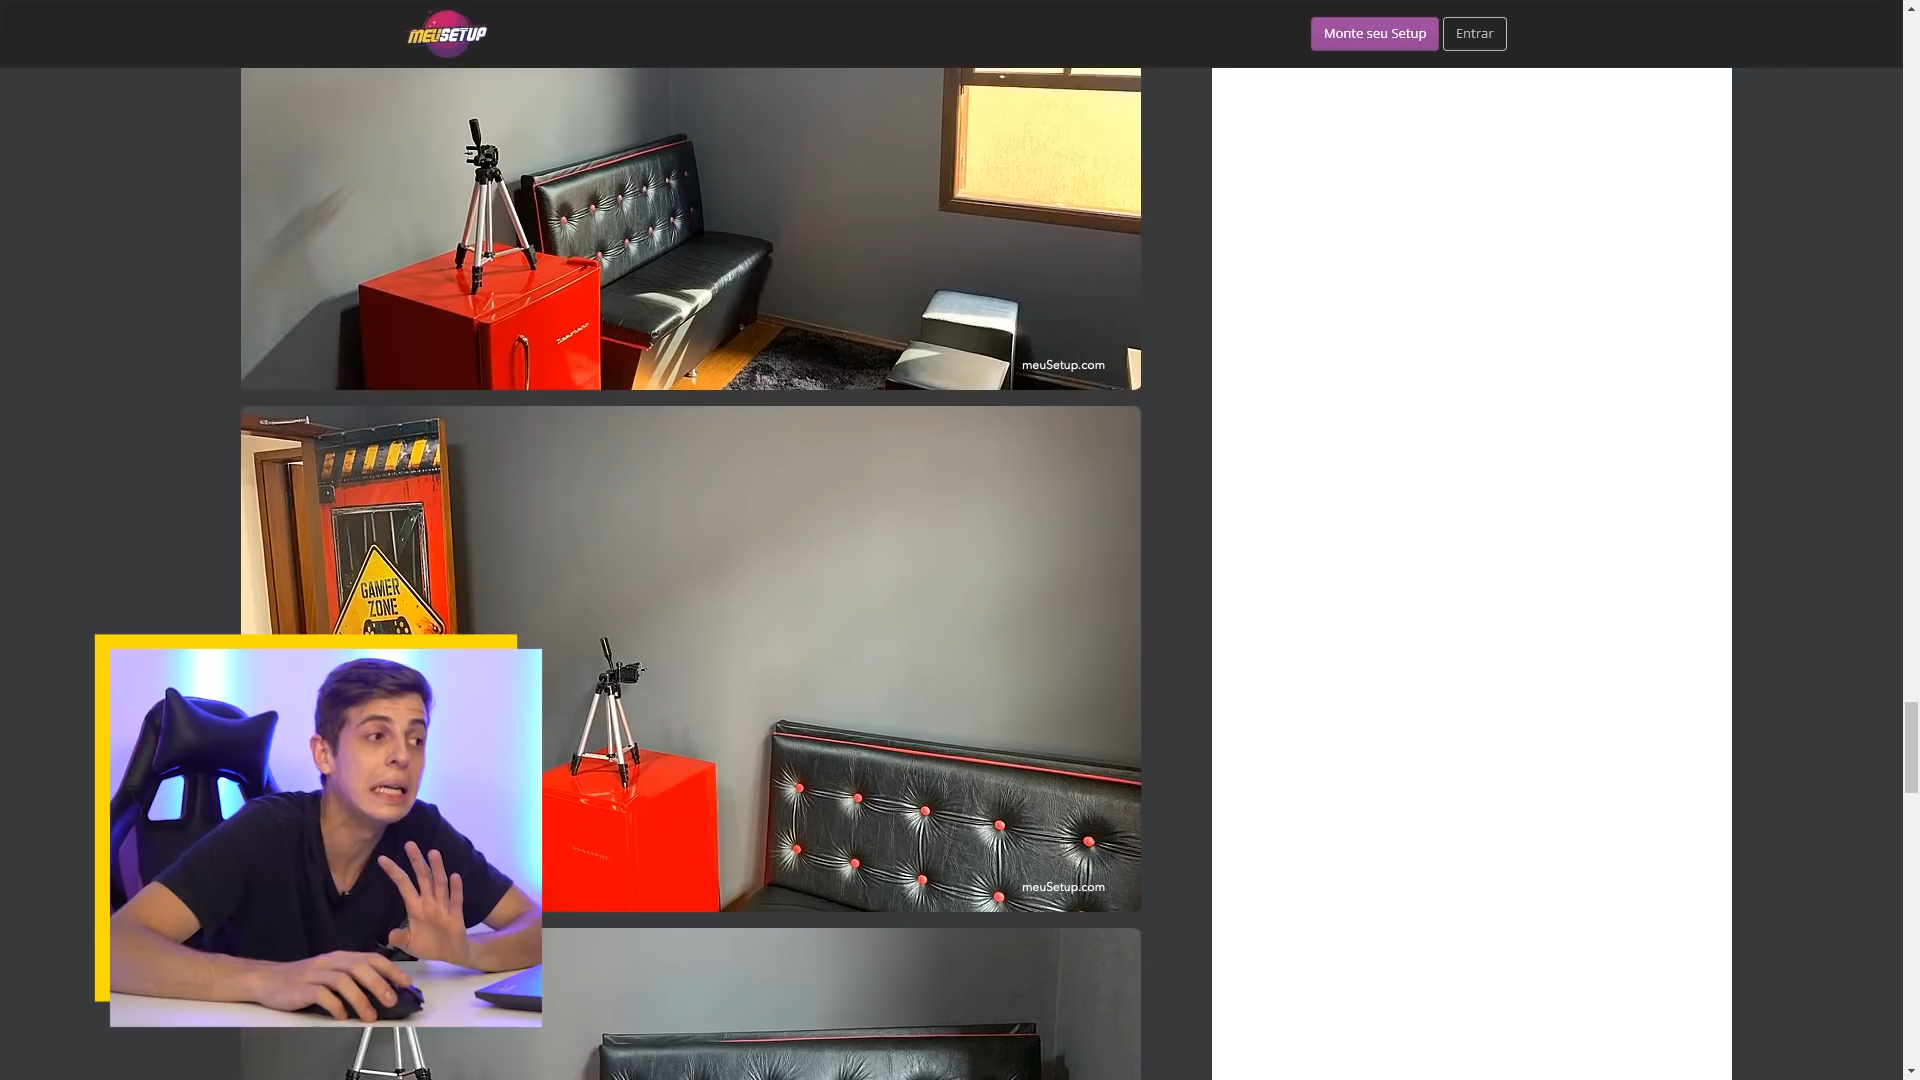 MEUSETUP
Monte seu Setup
Entrar
meuSetup.com
GAMER
ZONE
meuSetup.com